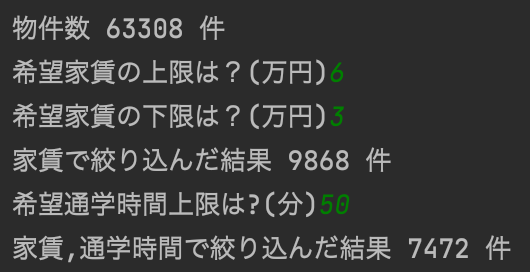 物件数 63308 件
希望家賃の上限は？(万円)6
希望家賃の下限は？(万円)3
家賃で絞り込んだ結果 9868 件
希望通学時間上限は?(分)50
家賃,通学時間で絞り込んだ結果 7472 件